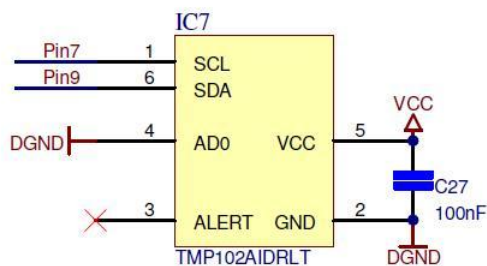 IC7
Pin7 1 SCL
Pin9 6 SDA
VCC
DGND 4 AD0 VCC 5
C27
100nF
3 ALERT GND 2
TMP102AIDRLT DGND